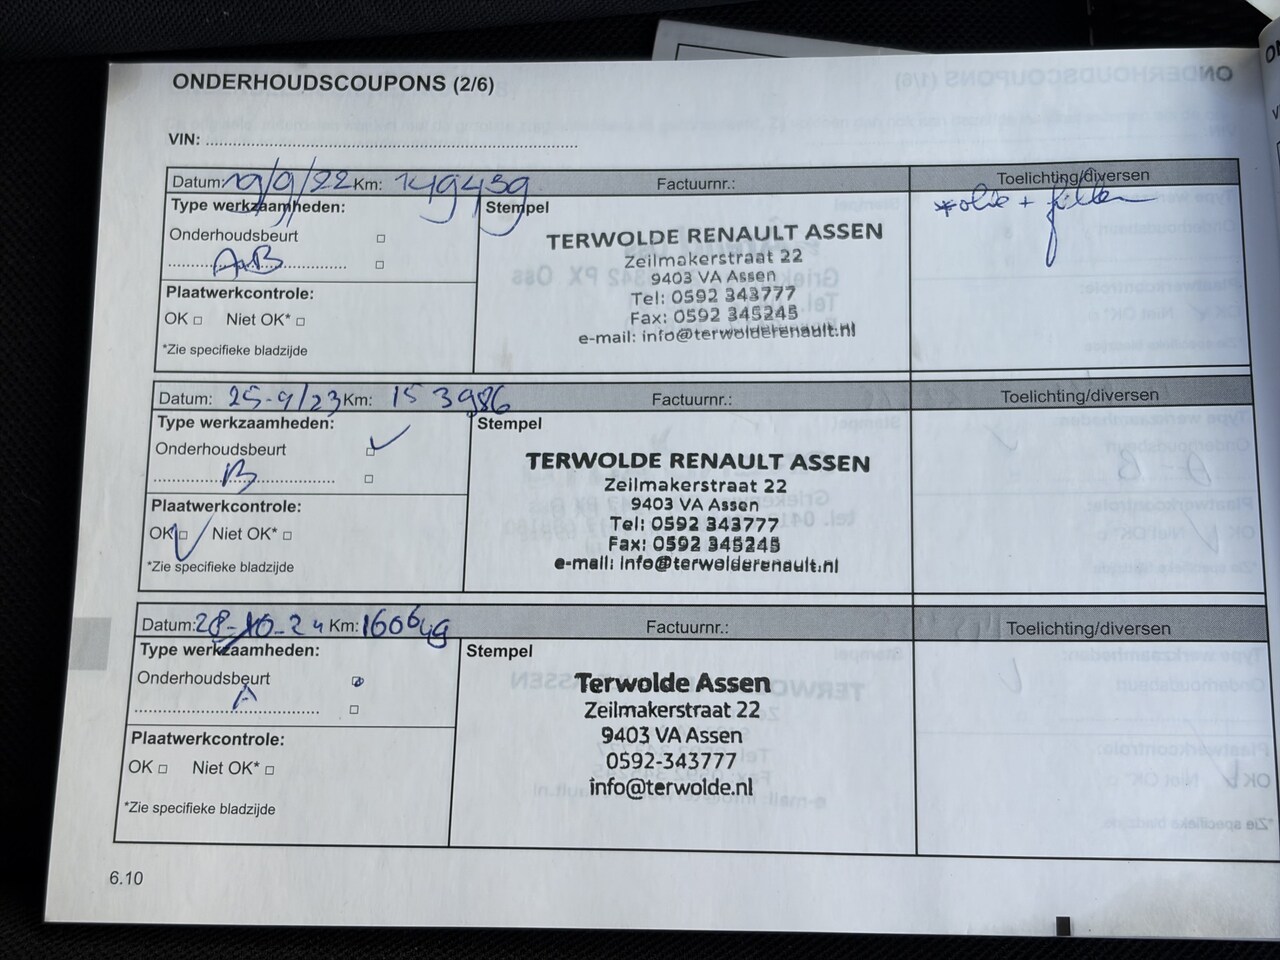 ONDERHOUDSCOUPONS (2/6)
VIN:
Datum: 19/9/22 Km: 149439 Factuurnr.: Toelichting/diversen
Type werkzaamheden: Stempel
*olie + filter
Onderhoudsbeurt
A+B
TERWOLDE RENAULT ASSEN
Zeilmakerstraat 22
9403 VA Assen
Tel: 0592 343777
Fax: 0592 345245
e-mail: info@terwolderenault.nl
Plaatwerkcontrole:
OK Niet OK*
*Zie specifieke bladzijde
Datum: 25-9/23 Km: 153986 Factuurnr.: Toelichting/diversen
Type werkzaamheden: Stempel
Onderhoudsbeurt
B
TERWOLDE RENAULT ASSEN
Zeilmakerstraat 22
9403 VA Assen
Tel: 0592 343777
Fax: 0592 345245
e-mail: info@terwolderenault.nl
Plaatwerkcontrole:
OK Niet OK*
*Zie specifieke bladzijde
Datum: 28-10-24 Km: 160649 Factuurnr.: Toelichting/diversen
Type werkzaamheden: Stempel
Onderhoudsbeurt
A
Terwolde Assen
Zeilmakerstraat 22
9403 VA Assen
0592-343777
info@terwolde.nl
Plaatwerkcontrole:
OK Niet OK*
*Zie specifieke bladzijde
6.10